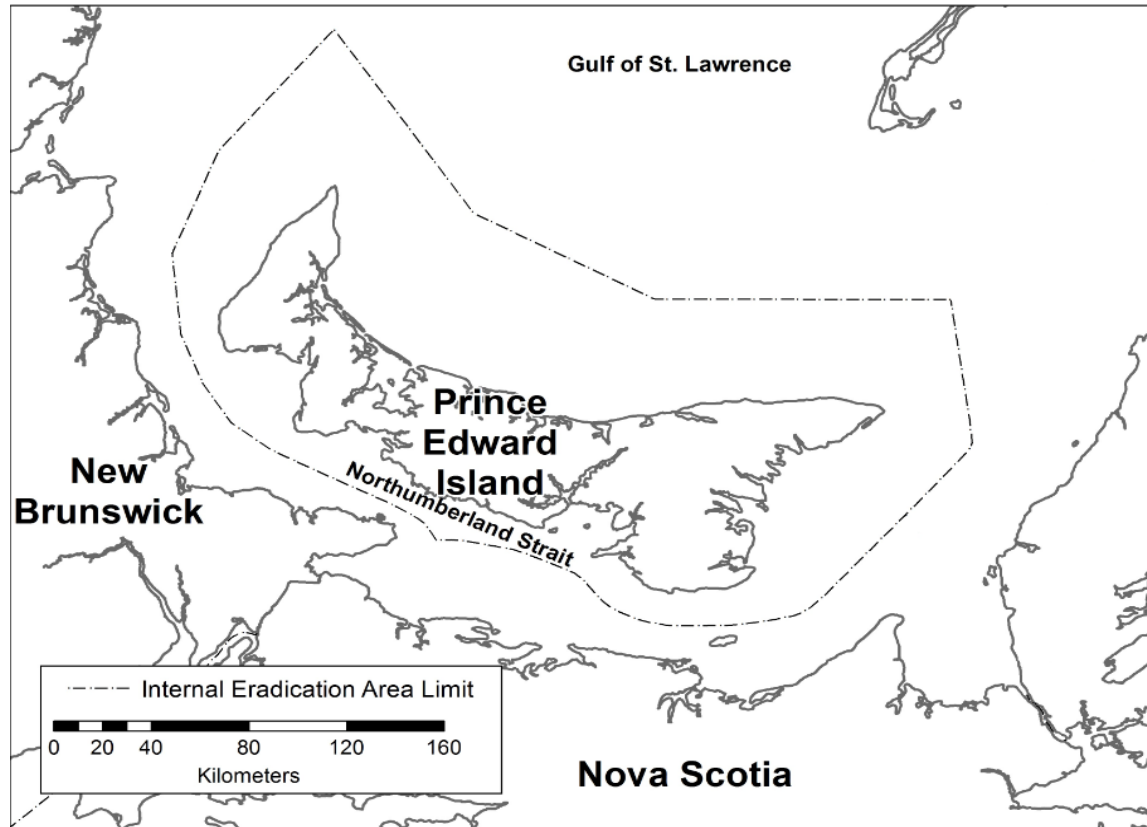 Gulf of St. Lawrence
Prince
Edward
Island
New
Brunswick
Northumberland Strait
Internal Eradication Area Limit
0 20 40 80 120 160
Kilometers
Nova Scotia